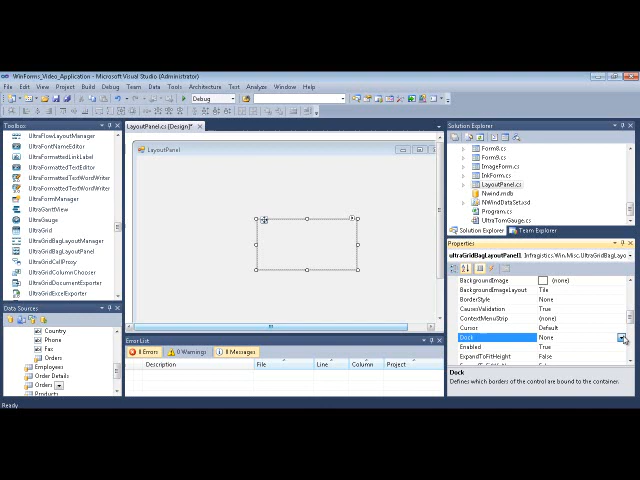 WinForms_Video_Application - Microsoft Visual Studio (Administrator)
File Edit View Project Build Debug Team Data Tools Architecture Test Analyze Window Help
Debug
Toolbox
UltraFlowLayoutManager
UltraFontNameEditor
UltraFormattedLinkLabel
UltraFormattedTextEditor
UltraFormattedTextWordWriter
UltraFormattedTextWordWriter
UltraFormManager
UltraGanttView
UltraGauge
UltraGrid
UltraGridBagLayoutManager
UltraGridBagLayoutPanel
UltraGridCellProxy
UltraGridColumnChooser
UltraGridDocumentExporter
UltraGridExcelExporter
Data Sources
Country
Phone
Fax
Orders
Employees
Order Details
Orders
Products
Ready
LayoutPanel.cs [Design]*
LayoutPanel
Error List
0 Errors
0 Warnings
0 Messages
Description File Line Column Project
Solution Explorer
Form8.cs
Form9.cs
ImageForm.cs
InkForm.cs
LayoutPanel.cs
Nwind.mdb
NWindDataSet.xsd
Program.cs
Solution Explorer Team Explorer
Properties
ultraGridBagLayoutPanel1 Infragistics.Win.Misc.UltraGridBagLayo
BackgroundImage (none)
BackgroundImageLayout Tile
BorderStyle None
CausesValidation True
ContextMenuStrip (none)
Cursor Default
Dock None
Enabled True
ExpandToFitHeight False
Dock
Defines which borders of the control are bound to the container.